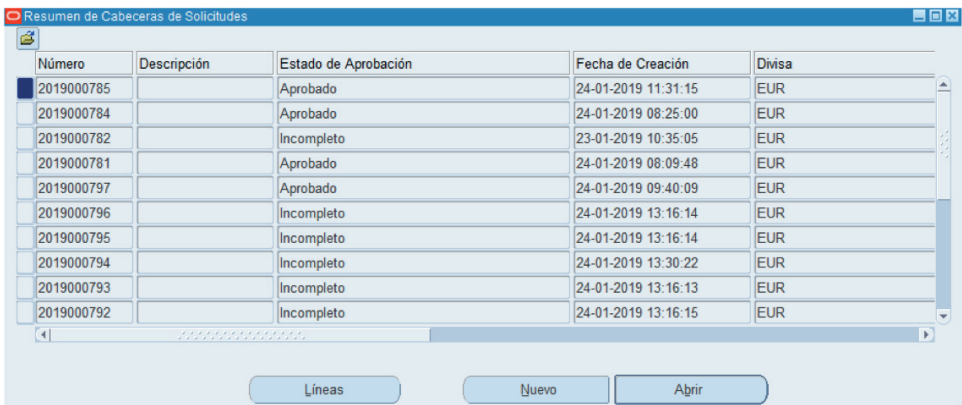 Resumen de Cabeceras de Solicitudes
Número Descripción Estado de Aprobación Fecha de Creación Divisa
2019000785 Aprobado 24-01-2019 11:31:15 EUR
2019000784 Aprobado 24-01-2019 08:25:00 EUR
2019000782 Incompleto 23-01-2019 10:35:05 EUR
2019000781 Aprobado 24-01-2019 08:09:48 EUR
2019000797 Aprobado 24-01-2019 09:40:09 EUR
2019000796 Incompleto 24-01-2019 13:16:14 EUR
2019000795 Incompleto 24-01-2019 13:16:14 EUR
2019000794 Incompleto 24-01-2019 13:30:22 EUR
2019000793 Incompleto 24-01-2019 13:16:13 EUR
2019000792 Incompleto 24-01-2019 13:16:15 EUR
Líneas Nuevo Abrir